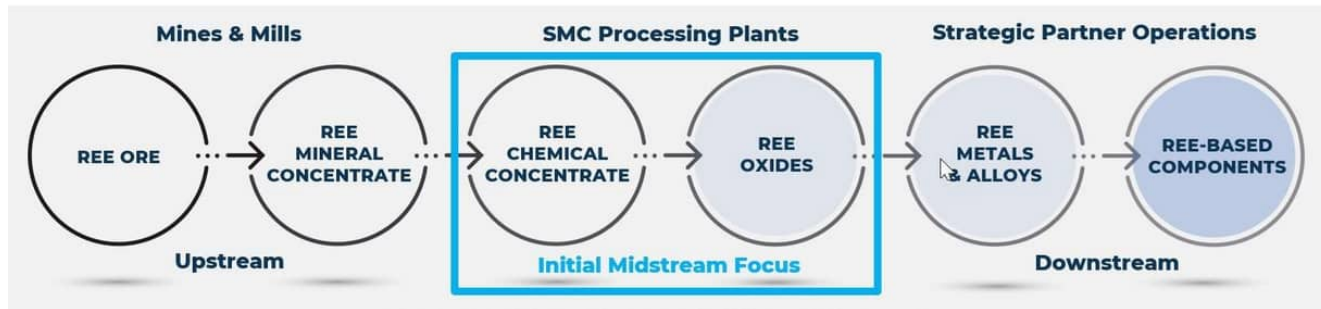 Mines & Mills
SMC Processing Plants
Strategic Partner Operations
REE ORE
REE
MINERAL
CONCENTRATE
REE
CHEMICAL
CONCENTRATE
REE
OXIDES
REE
METALS
& ALLOYS
REE-BASED
COMPONENTS
Upstream
Initial Midstream Focus
Downstream